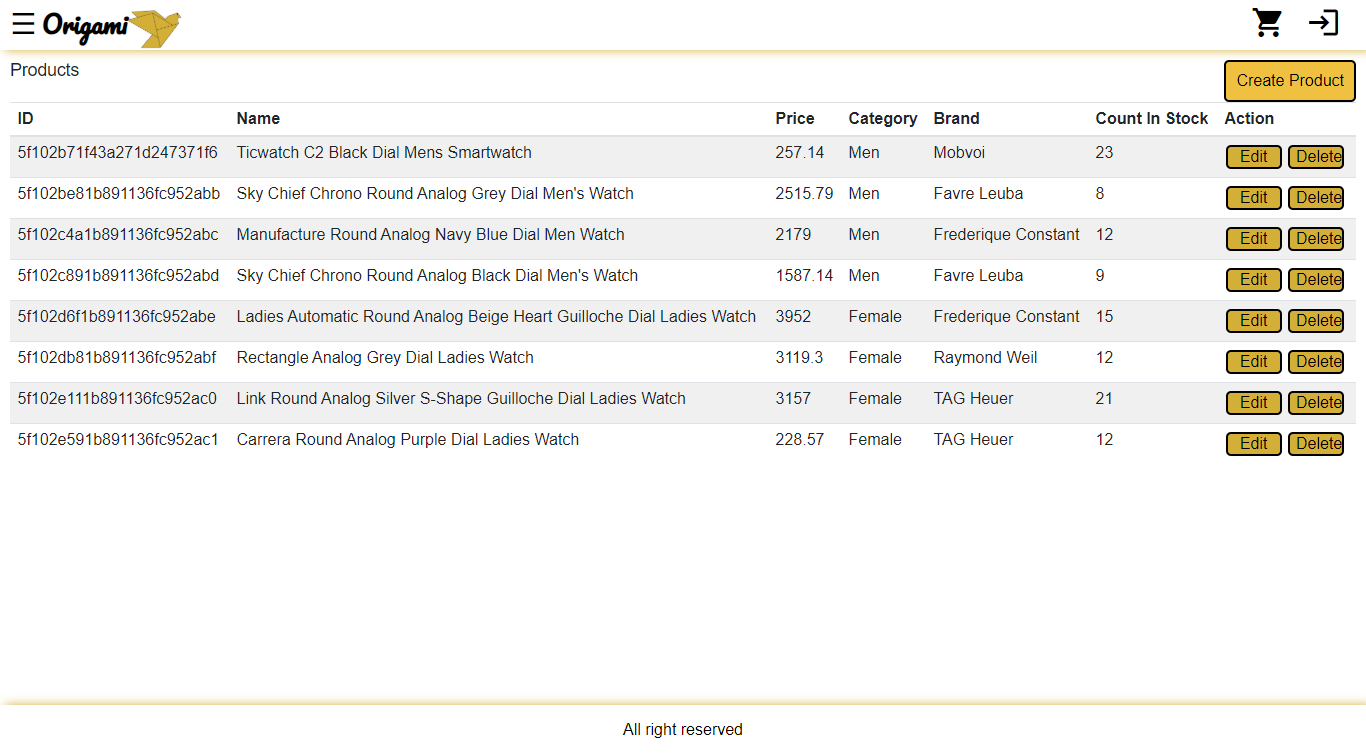 Origami
Products
Create Product
ID Name Price Category Brand Count In Stock Action
5f102b71f43a271d247371f6 Ticwatch C2 Black Dial Mens Smartwatch 257.14 Men Mobvoi 23 Edit Delete
5f102be81b891136fc952abb Sky Chief Chrono Round Analog Grey Dial Men's Watch 2515.79 Men Favre Leuba 8 Edit Delete
5f102c4a1b891136fc952abc Manufacture Round Analog Navy Blue Dial Men Watch 2179 Men Frederique Constant 12 Edit Delete
5f102c891b891136fc952abd Sky Chief Chrono Round Analog Black Dial Men's Watch 1587.14 Men Favre Leuba 9 Edit Delete
5f102d6f1b891136fc952abe Ladies Automatic Round Analog Beige Heart Guilloche Dial Ladies Watch 3952 Female Frederique Constant 15 Edit Delete
5f102db81b891136fc952abf Rectangle Analog Grey Dial Ladies Watch 3119.3 Female Raymond Weil 12 Edit Delete
5f102e111b891136fc952ac0 Link Round Analog Silver S-Shape Guilloche Dial Ladies Watch 3157 Female TAG Heuer 21 Edit Delete
5f102e591b891136fc952ac1 Carrera Round Analog Purple Dial Ladies Watch 228.57 Female TAG Heuer 12 Edit Delete
All right reserved